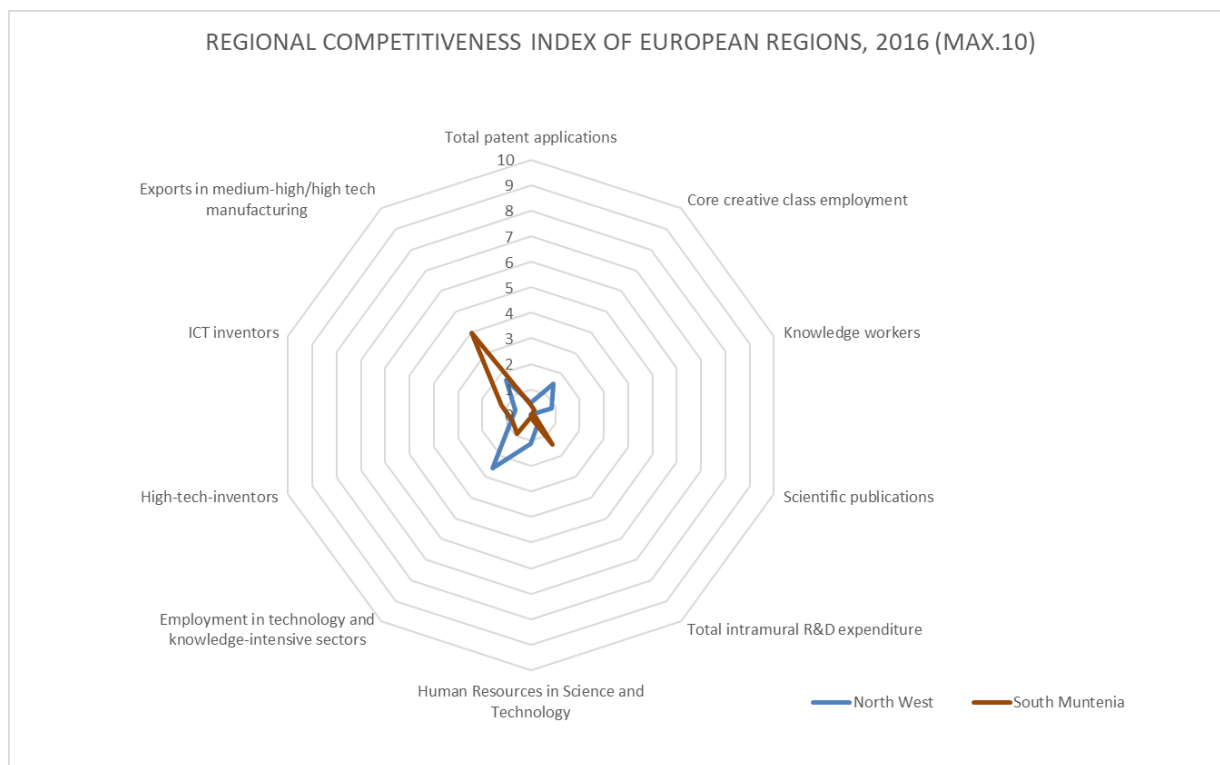 REGIONAL COMPETITIVENESS INDEX OF EUROPEAN REGIONS, 2016 (MAX.10)
Total patent applications
10
9
8
7
6
5
4
3
2
1
0
Core creative class employment
Knowledge workers
Scientific publications
Total intramural R&D expenditure
Human Resources in Science and
Technology
Employment in technology and
knowledge-intensive sectors
High-tech-inventors
ICT inventors
Exports in medium-high/high tech
manufacturing
North West
South Muntenia